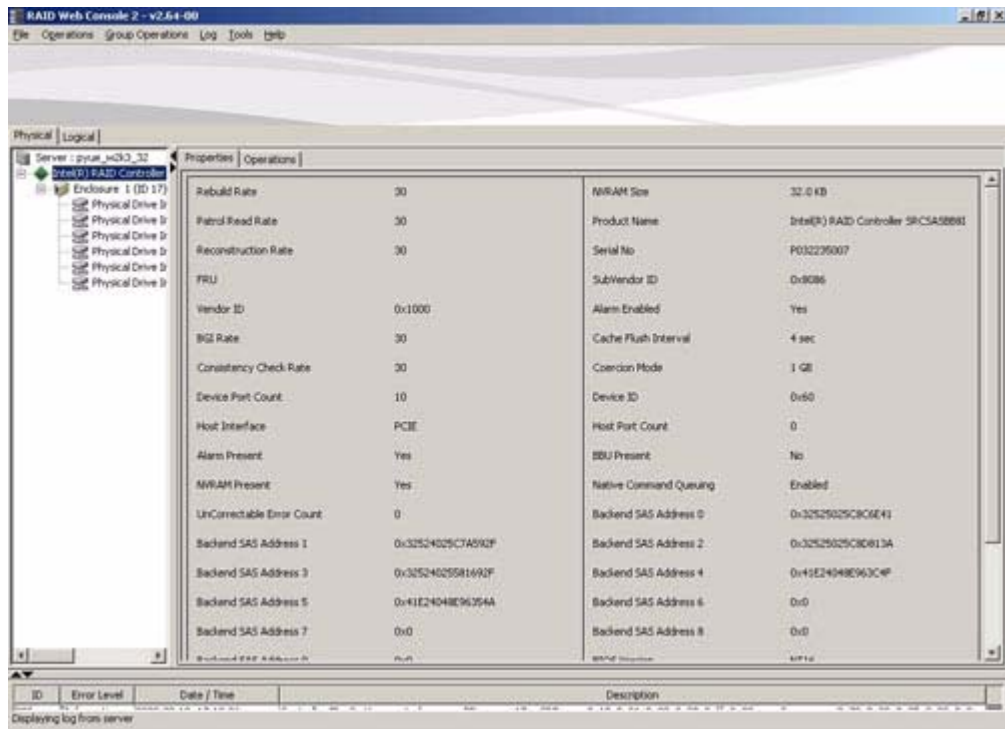 RAID Web Console 2 - v2.64-00
File Operations Group Operations Log Tools Help
Physical Logical
Server : pyue_w2k3_32
Intel(R) RAID Controller
Enclosure 1 (ID 17)
Physical Drive
Physical Drive
Physical Drive
Physical Drive
Physical Drive
Physical Drive
Properties Operations
Rebuild Rate 30 NVRAM Size 32.0 KB
Patrol Read Rate 30 Product Name Intel(R) RAID Controller
Reconstruction Rate 30 Serial No P032235007
FRU SubVendor ID 0x8086
Vendor ID 0x1000 Alarm Enabled Yes
BGI Rate 30 Cache Flush Interval 4 sec
Consistency Check Rate 30 Coercion Mode 1 GB
Device Port Count 10 Device ID 0x60
Host Interface PCIE Host Port Count 0
Alarm Present Yes BBU Present No
NVRAM Present Yes Native Command Queuing Enabled
UnCorrectable Error Count 0 Backend SAS Address 0
Backend SAS Address 1 Backend SAS Address 2
Backend SAS Address 3 Backend SAS Address 4
Backend SAS Address 5 Backend SAS Address 6 0x0
Backend SAS Address 7 0x0 Backend SAS Address 8 0x0
ID Error Level Date / Time Description
Displaying log from server